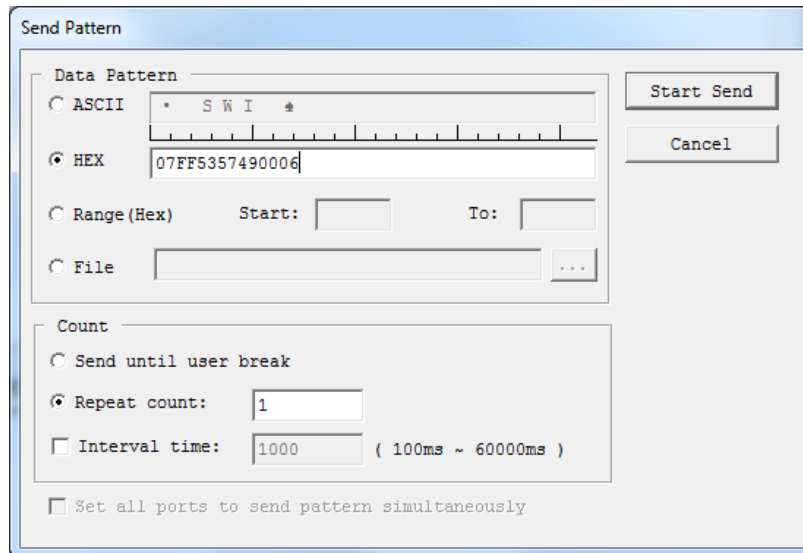 Send Pattern
Data Pattern
Start Send
ASCII • S W I ♠
Cancel
HEX 07FF5357490006
Range(Hex) Start: To:
File ...
Count
Send until user break
Repeat count: 1
Interval time: 1000 ( 100ms ~ 60000ms )
Set all ports to send pattern simultaneously